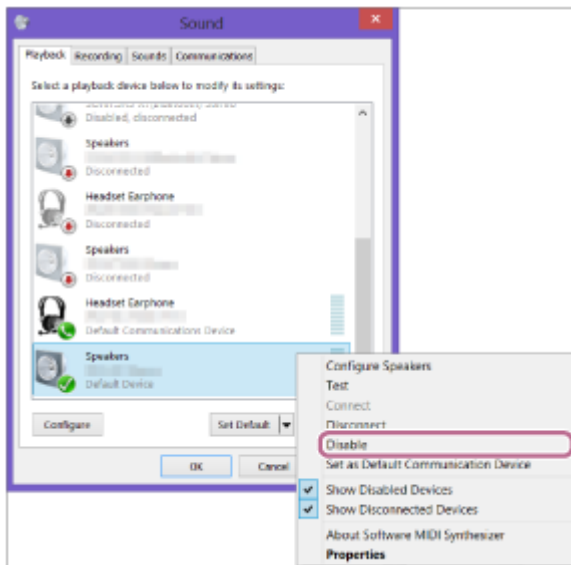 Sound
Playback Recording Sounds Communications
Select a playback device below to modify its settings:
Disabled, disconnected
Speakers
Disconnected
Headset Earphone
Disconnected
Speakers
Disconnected
Headset Earphone
Default Communications Device
Speakers
Default Device
Configure Set Default
OK Cancel
Configure Speakers
Test
Connect
Disconnect
Disable
Set as Default Communication Device
Show Disabled Devices
Show Disconnected Devices
About Software MIDI Synthesizer
Properties